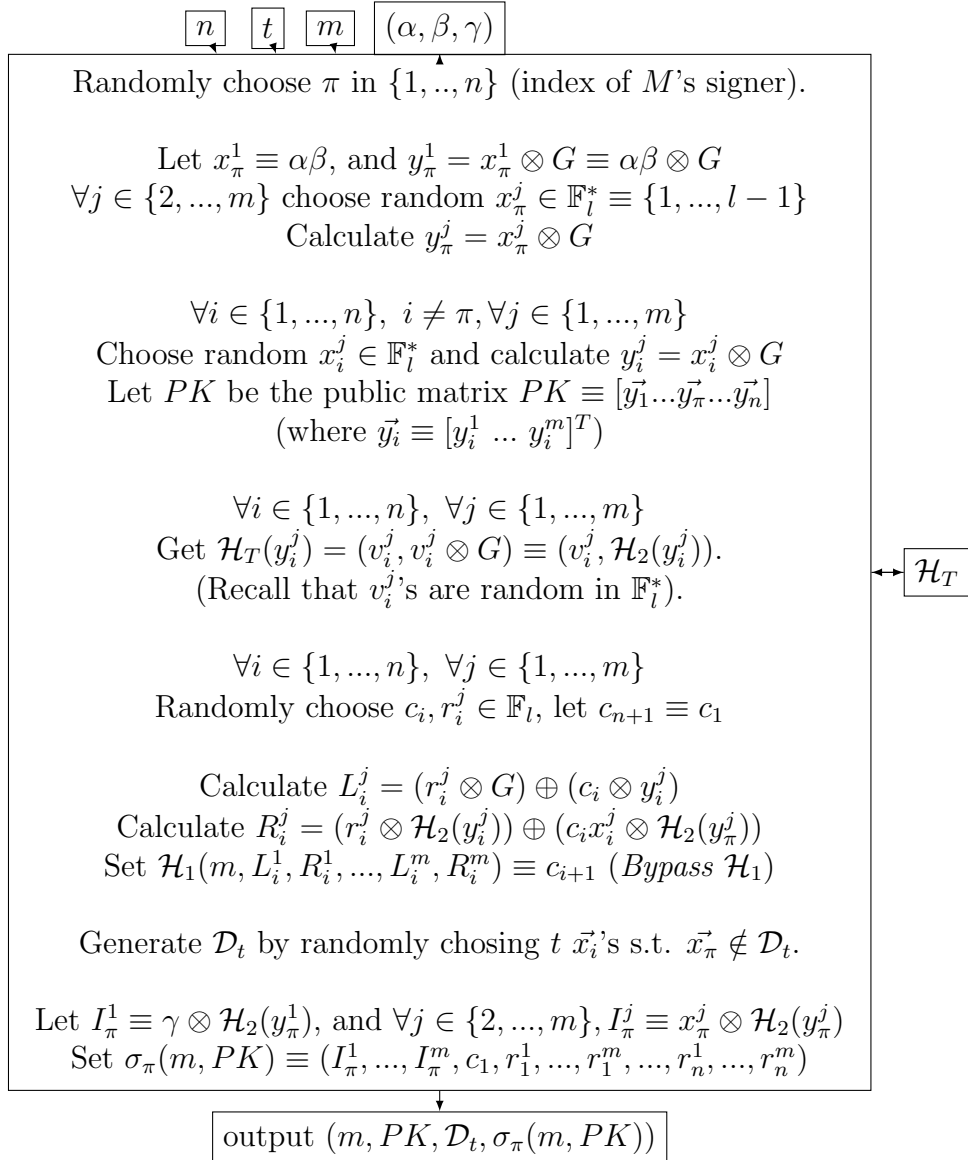 n t m (α, β, γ)
Randomly choose π in {1, .., n} (index of M's signer).
Let x_π^1 ≡ αβ, and y_π^1 = x_π^1 ⊗ G ≡ αβ ⊗ G
∀j ∈ {2, ..., m} choose random x_π^j ∈ 𝔽_l^* ≡ {1, ..., l − 1}
Calculate y_π^j = x_π^j ⊗ G
∀i ∈ {1, ..., n}, i ≠ π, ∀j ∈ {1, ..., m}
Choose random x_i^j ∈ 𝔽_l^* and calculate y_i^j = x_i^j ⊗ G
Let PK be the public matrix PK ≡ [y⃗_1...y⃗_π...y⃗_n]
(where y⃗_i ≡ [y_i^1 ... y_i^m]^T)
∀i ∈ {1, ..., n}, ∀j ∈ {1, ..., m}
Get ℋ_T(y_i^j) = (v_i^j, v_i^j ⊗ G) ≡ (v_i^j, ℋ_2(y_i^j)).
(Recall that v_i^j's are random in 𝔽_l^*).
ℋ_T
∀i ∈ {1, ..., n}, ∀j ∈ {1, ..., m}
Randomly choose c_i, r_i^j ∈ 𝔽_l, let c_{n+1} ≡ c_1
Calculate L_i^j = (r_i^j ⊗ G) ⊕ (c_i ⊗ y_i^j)
Calculate R_i^j = (r_i^j ⊗ ℋ_2(y_i^j)) ⊕ (c_i x_i^j ⊗ ℋ_2(y_π^j))
Set ℋ_1(m, L_i^1, R_i^1, ..., L_i^m, R_i^m) ≡ c_{i+1} (Bypass ℋ_1)
Generate 𝒟_t by randomly chosing t x⃗_i's s.t. x⃗_π ∉ 𝒟_t.
Let I_π^1 ≡ γ ⊗ ℋ_2(y_π^1), and ∀j ∈ {2, ..., m}, I_π^j ≡ x_π^j ⊗ ℋ_2(y_π^j)
Set σ_π(m, PK) ≡ (I_π^1, ..., I_π^m, c_1, r_1^1, ..., r_1^m, ..., r_n^1, ..., r_n^m)
output (m, PK, 𝒟_t, σ_π(m, PK))